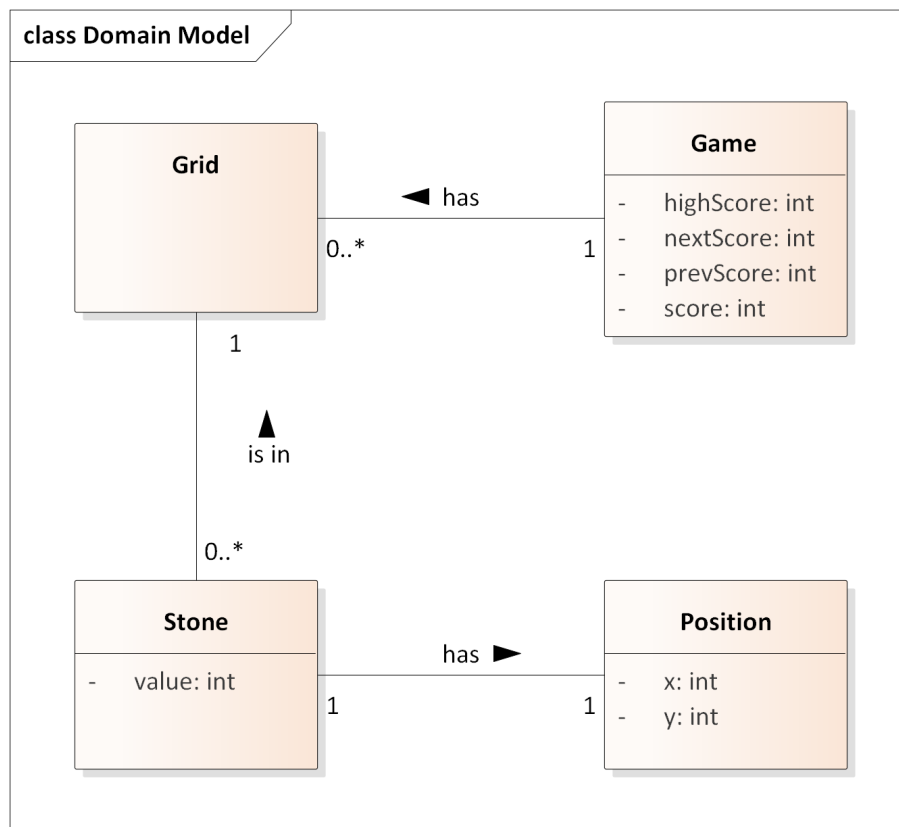 class Domain Model
Grid
Game
- highScore: int
- nextScore: int
- prevScore: int
- score: int
◄ has
0..*
1
1
▲
is in
0..*
Stone
- value: int
Position
- x: int
- y: int
has ►
1
1